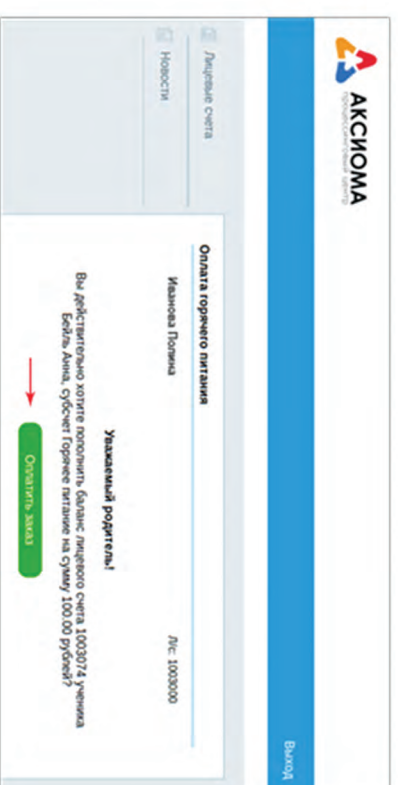 АКСИОМА
процессинговый центр
Выход
Лицевые счета
Новости
Оплата горячего питания
Иванова Полина
Л/с: 1003000
Уважаемый родитель!
Вы действительно хотите пополнить баланс лицевого счета 1003074 ученика
Бейль Анна, субсчет Горячее питание на сумму 100.00 рублей?
Оплатить заказ